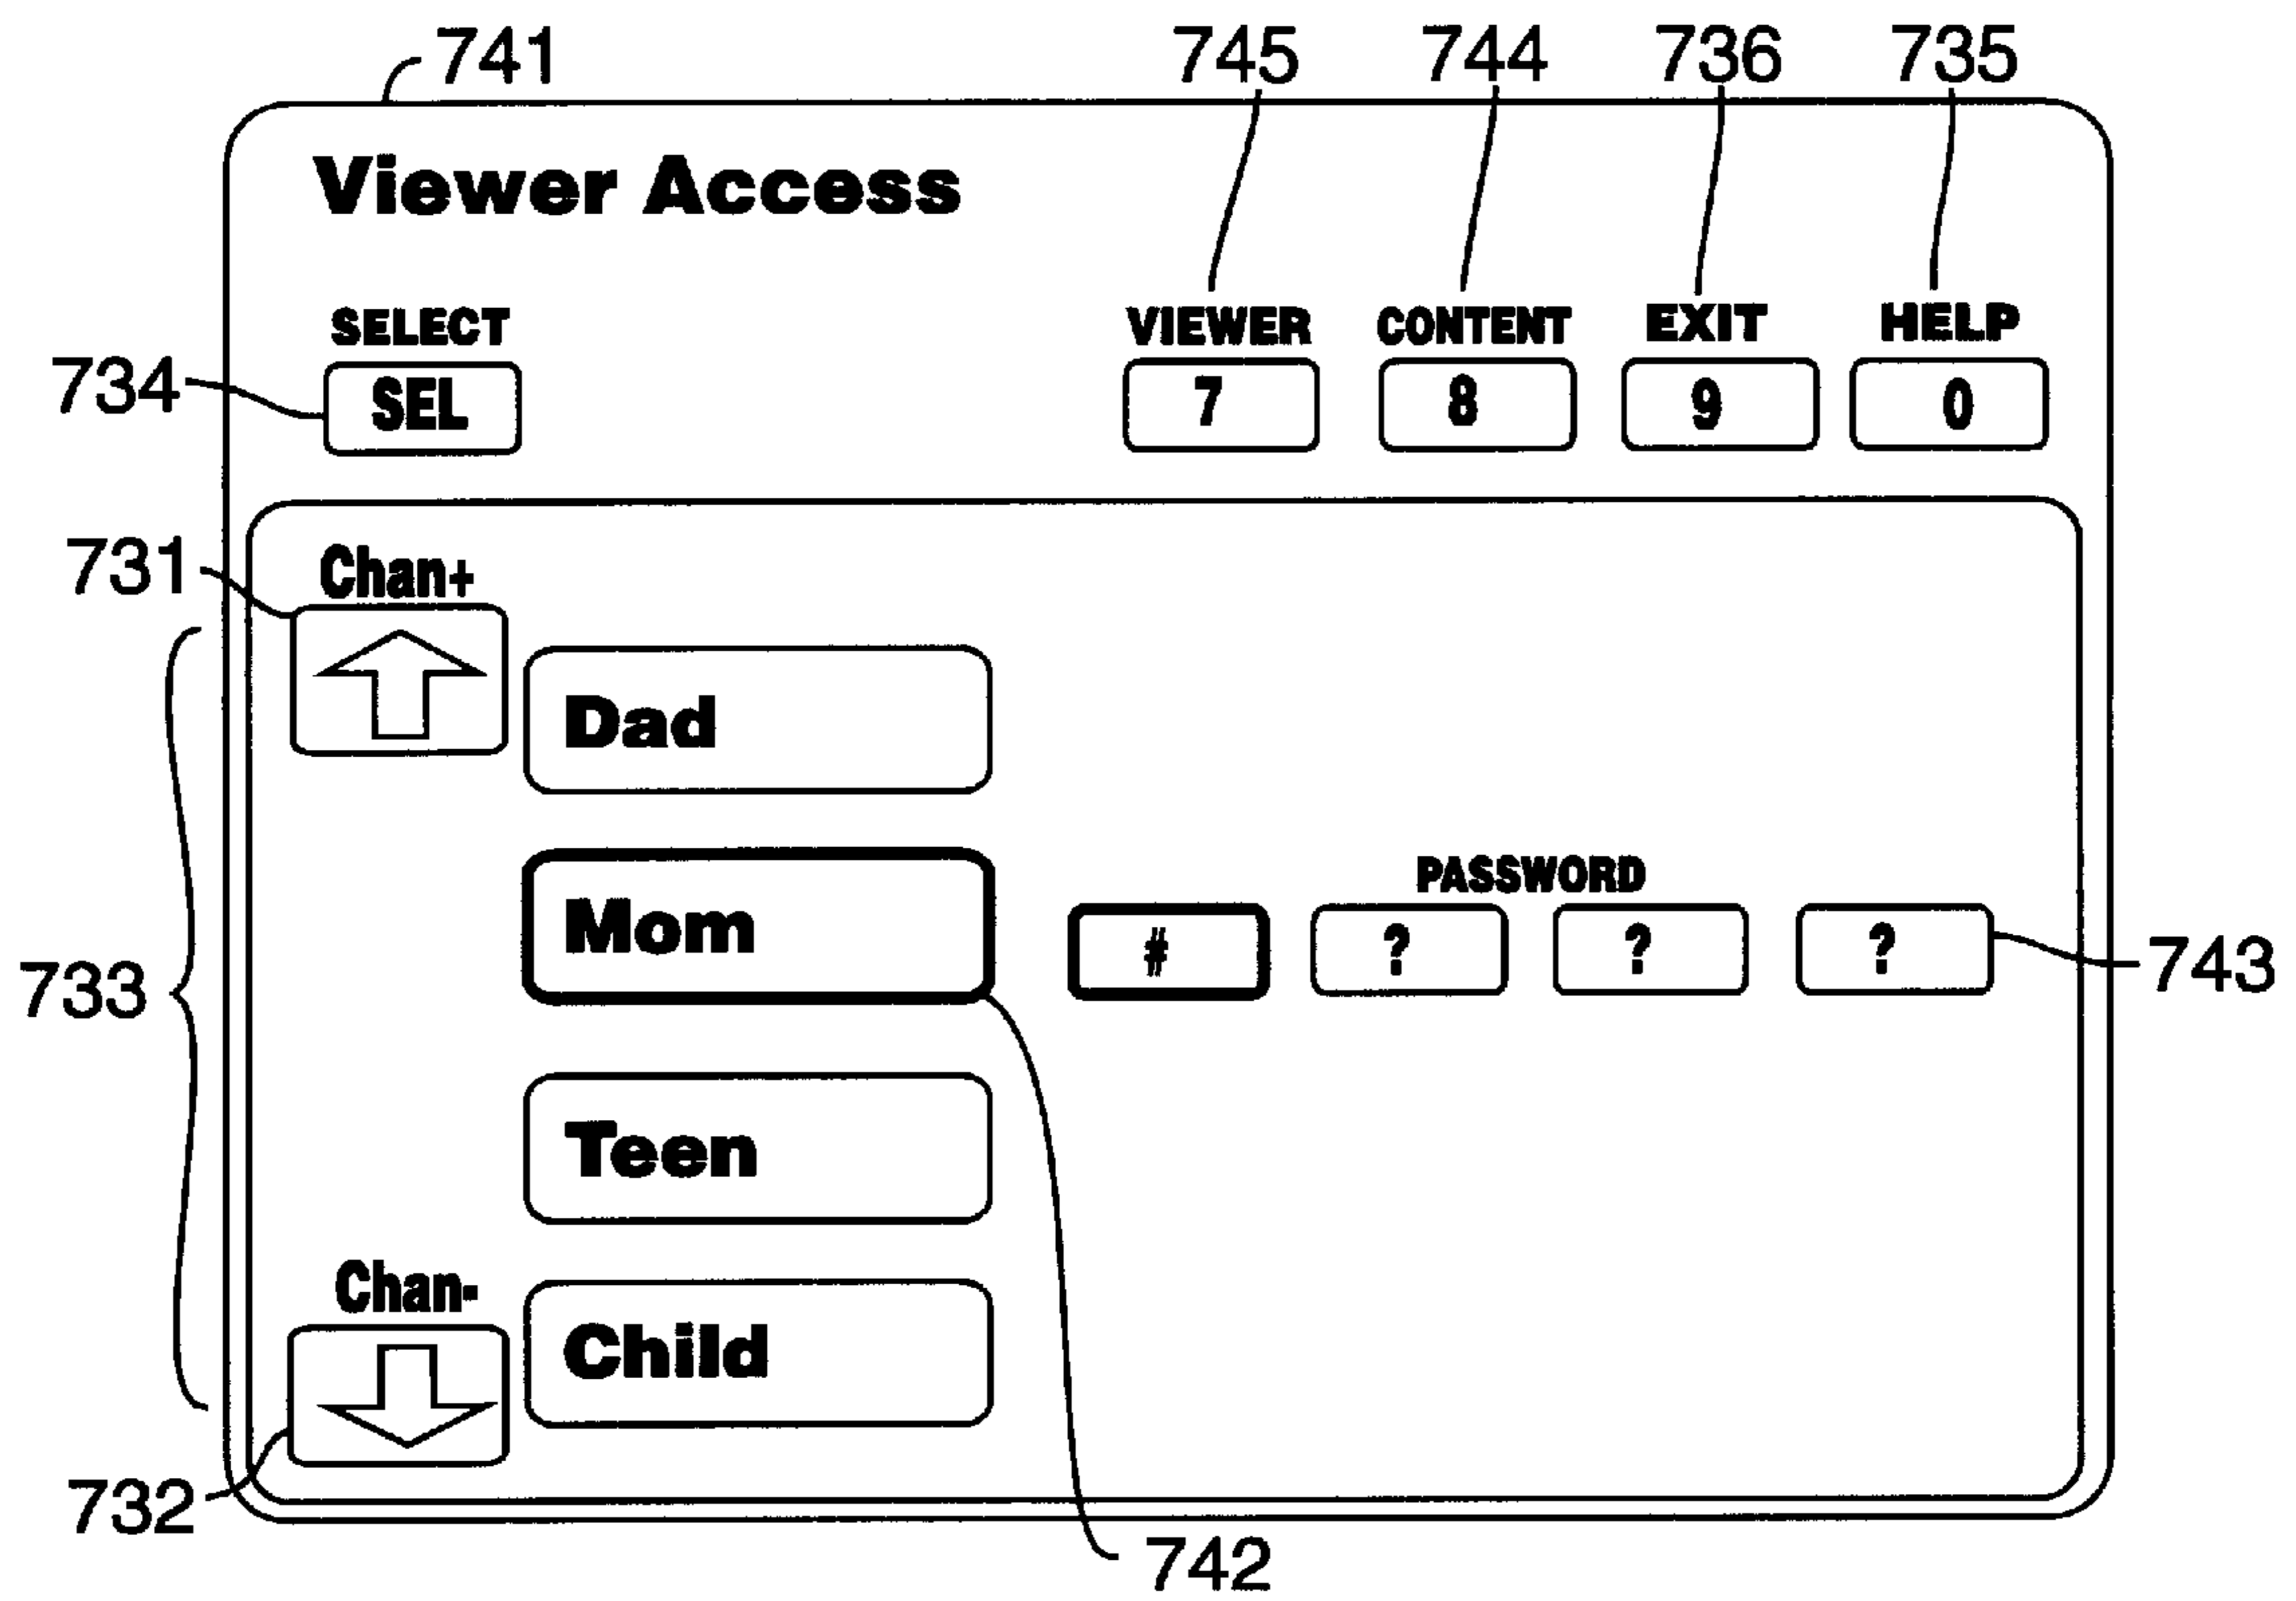 741 745 744 736 735
Viewer Access
SELECT VIEWER CONTENT EXIT HELP
734 SEL 7 8 9 0
731 Chan+
Dad
PASSWORD
733 Mom # ? ? ? 743
Teen
Chan-
Child
732
742